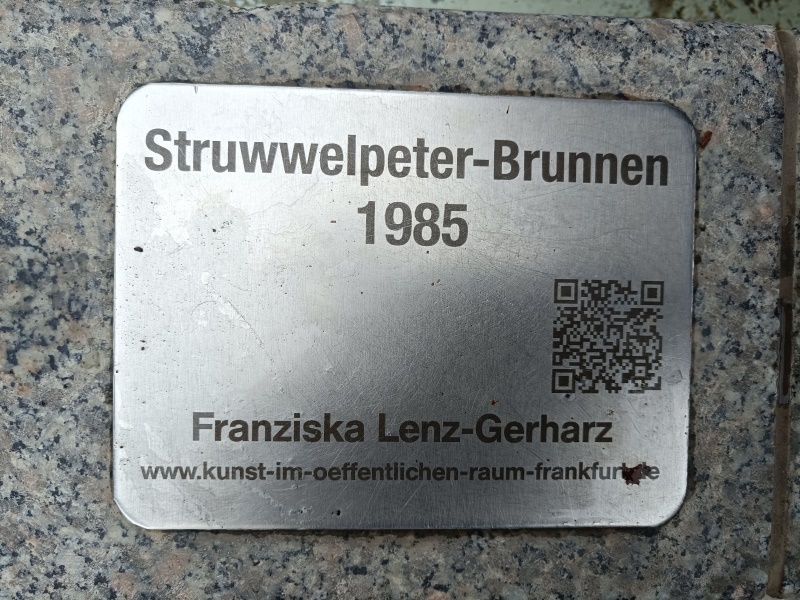 Struwwelpeter-Brunnen
1985
Franziska Lenz-Gerharz
www.kunst-im-oeffentlichen-raum-frankfurt.de